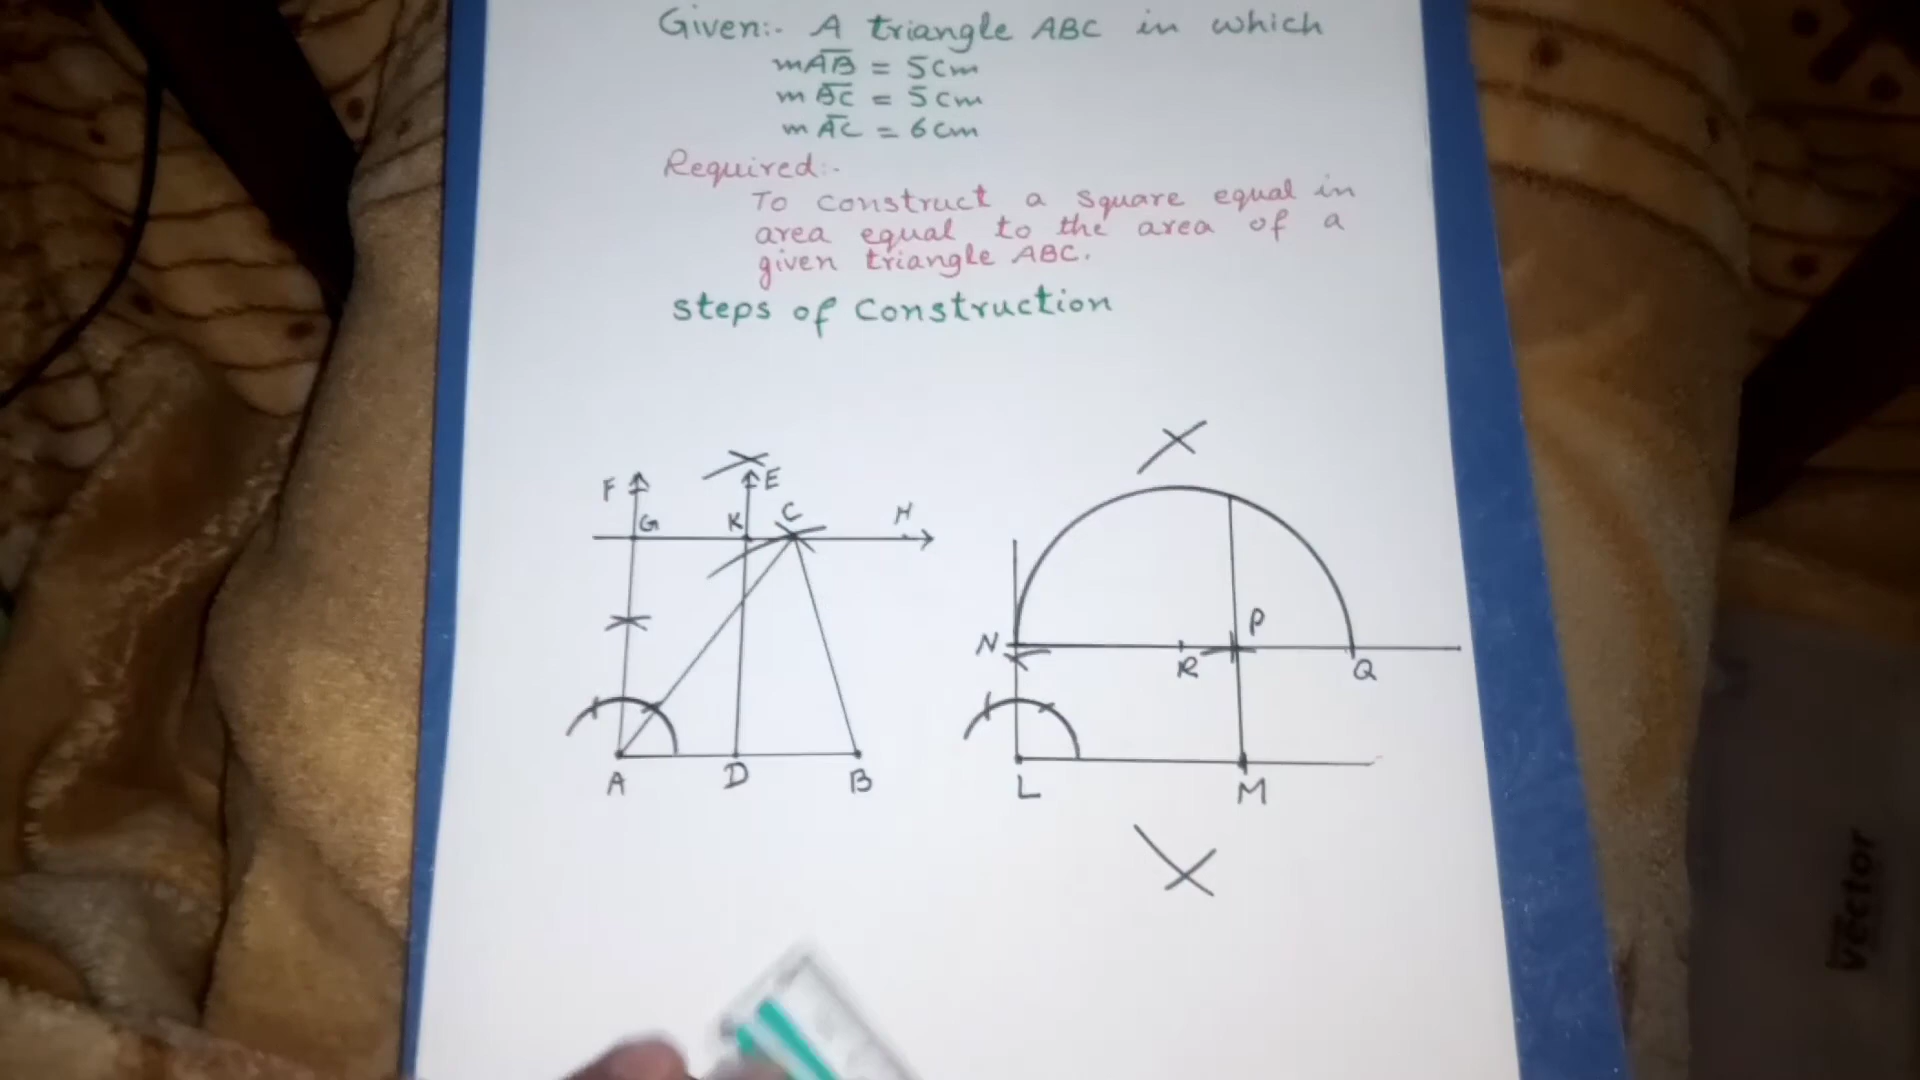 Given:- A triangle ABC in which
mAB = 5cm
mBC = 5cm
mAC = 6cm
Required:-
To construct a square equal in
area equal to the area of a
given triangle ABC.
Steps of Construction
F E
G K C H
A D B
N R P Q
L M
vector